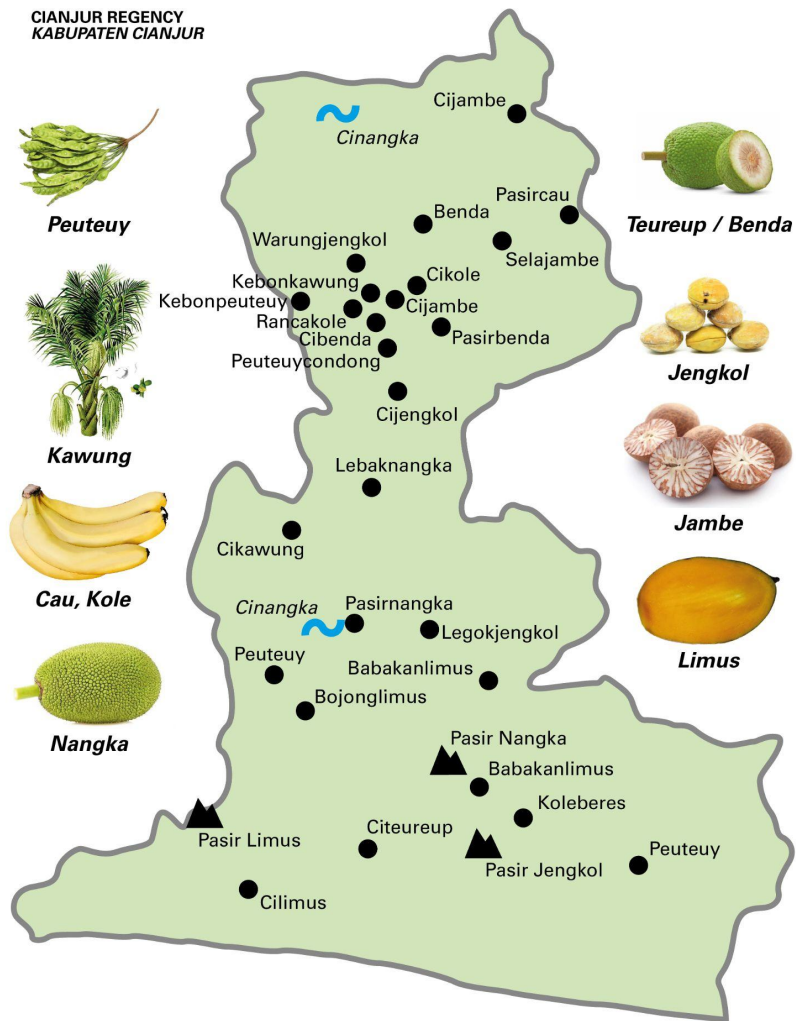 CIANJUR REGENCY
KABUPATEN CIANJUR
Cijambe
Cinangka
Peuteuy
Pasircau
Teureup / Benda
Benda
Warungjengkol
Selajambe
Kebonkawung
Cikole
Kebonpeuteuy
Cijambe
Rancakole
Cibenda
Pasirbenda
Peuteuycondong
Jengkol
Cijengkol
Kawung
Lebaknangka
Jambe
Cikawung
Cau, Kole
Cinangka
Pasirnangka
Legokjengkol
Limus
Peuteuy
Babakanlimus
Bojonglimus
Nangka
Pasir Nangka
Babakanlimus
Koleberes
Pasir Limus
Citeureup
Pasir Jengkol
Peuteuy
Cilimus